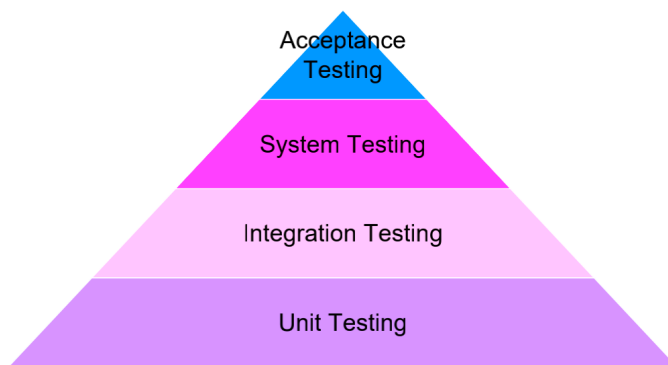 Acceptance
Testing
System Testing
Integration Testing
Unit Testing